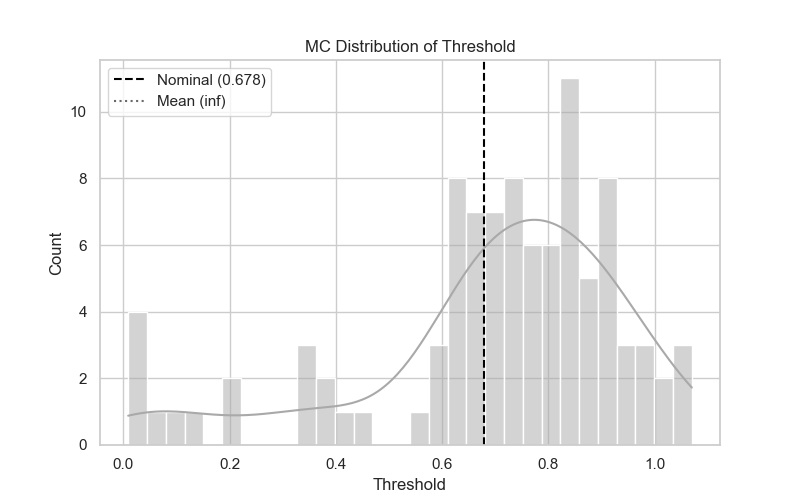 MC Distribution of Threshold
Nominal (0.678)
Mean (inf)
Count
10
8
6
4
2
0
0.0 0.2 0.4 0.6 0.8 1.0
Threshold